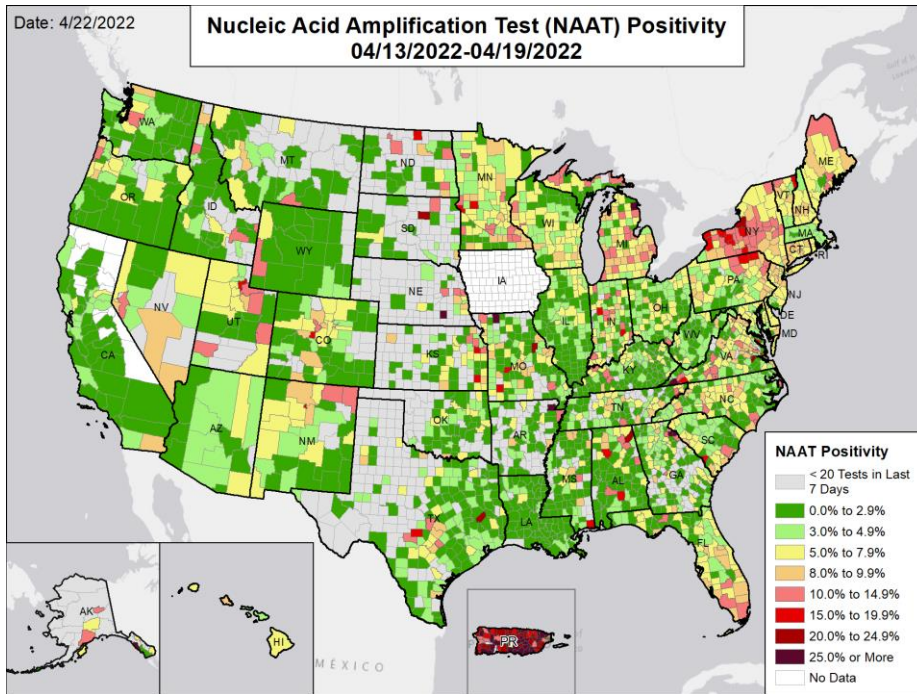 Date: 4/22/2022
Nucleic Acid Amplification Test (NAAT) Positivity
04/13/2022-04/19/2022
WA
MT
ND
MN
ME
OR
ID
SD
WI
MI
VT
NH
NY
MA
CT
RI
WY
NE
IA
PA
NJ
NV
UT
CO
KS
MO
IL
IN
OH
WV
DE
MD
VA
CA
KY
NC
AZ
NM
OK
AR
TN
SC
TX
LA
MS
AL
GA
FL
AK
HI
PR
MÉXICO
NAAT Positivity
< 20 Tests in Last
7 Days
0.0% to 2.9%
3.0% to 4.9%
5.0% to 7.9%
8.0% to 9.9%
10.0% to 14.9%
15.0% to 19.9%
20.0% to 24.9%
25.0% or More
No Data